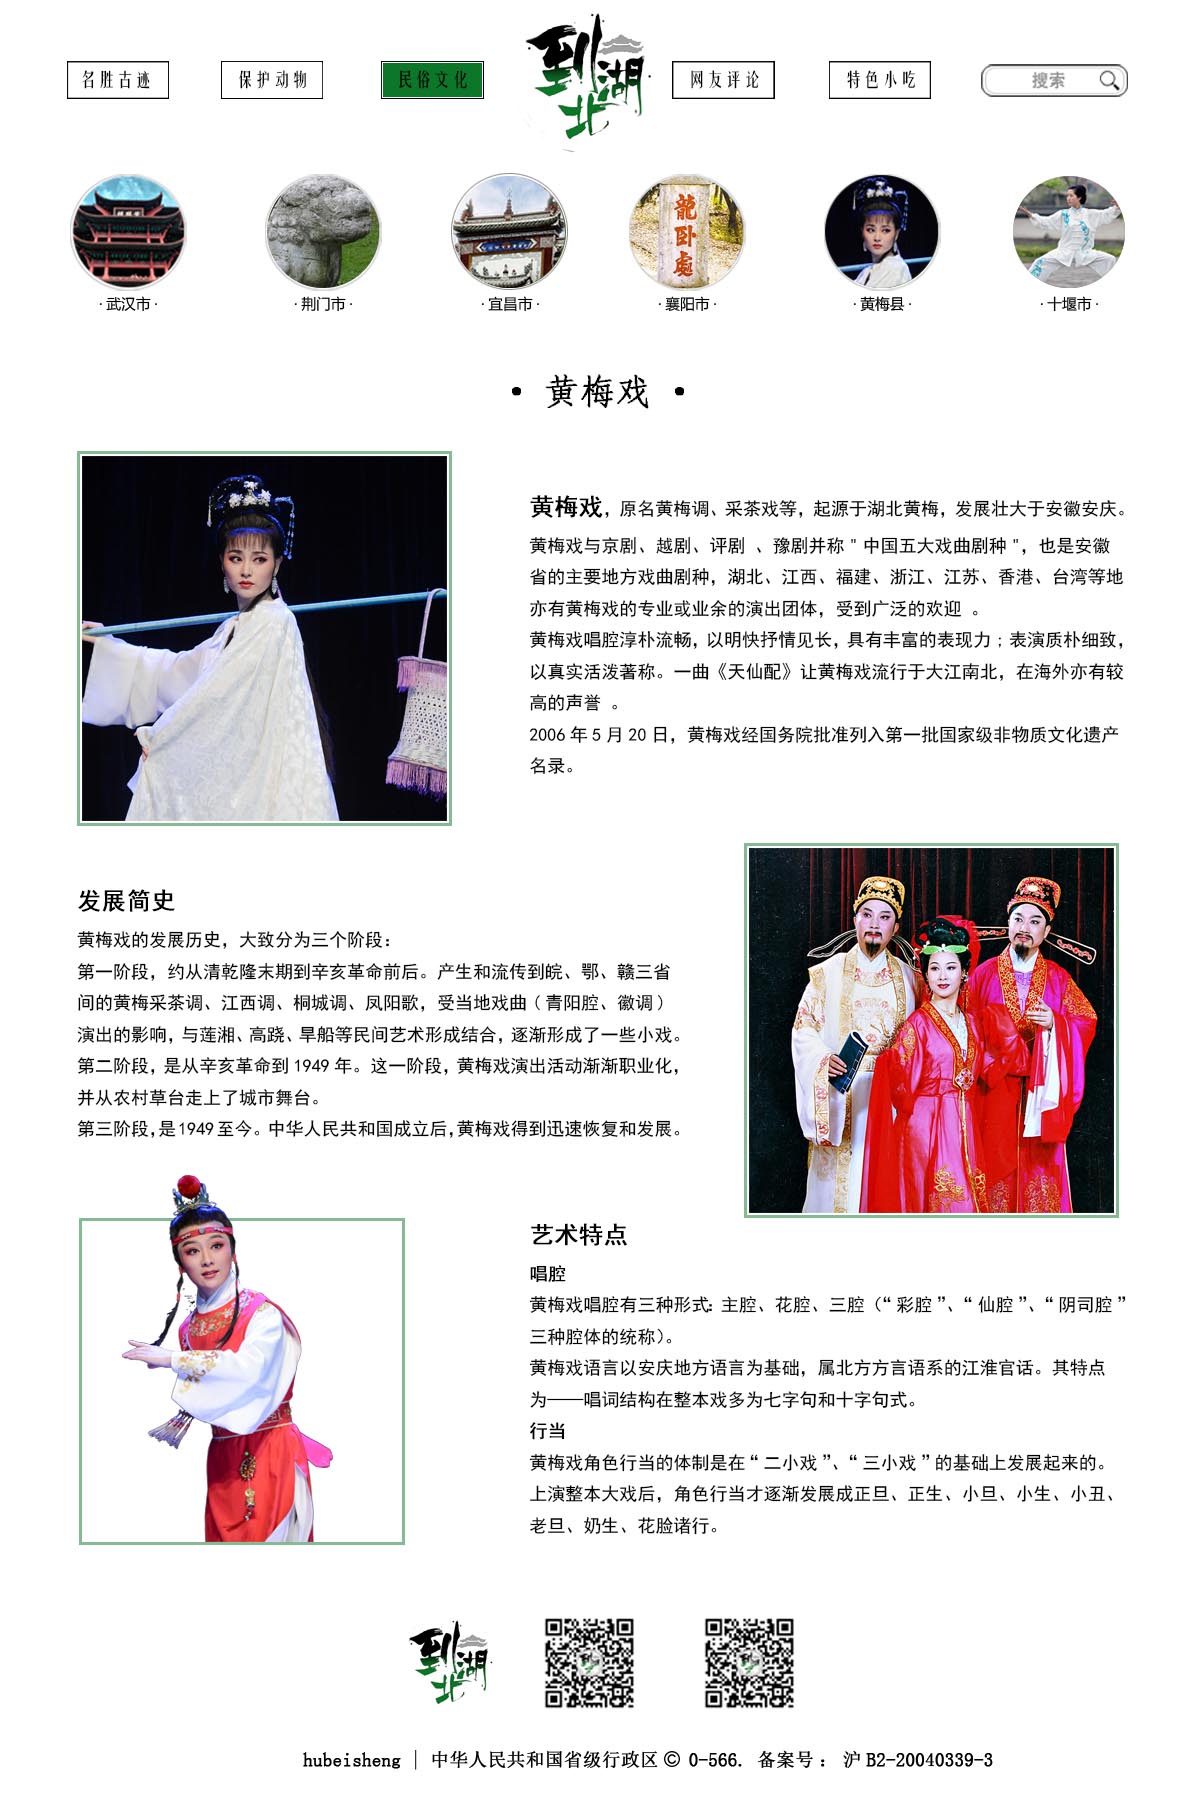 名胜古迹
保护动物
民俗文化
到湖北
网友评论
特色小吃
搜索
龍卧處
·武汉市·
·荆门市·
·宜昌市·
·襄阳市·
·黄梅县·
·十堰市·
· 黄梅戏 ·
黄梅戏，原名黄梅调、采茶戏等，起源于湖北黄梅，发展壮大于安徽安庆。
黄梅戏与京剧、越剧、评剧 、豫剧并称 " 中国五大戏曲剧种 "，也是安徽
省的主要地方戏曲剧种，湖北、江西、福建、浙江、江苏、香港、台湾等地
亦有黄梅戏的专业或业余的演出团体，受到广泛的欢迎 。
黄梅戏唱腔淳朴流畅，以明快抒情见长，具有丰富的表现力；表演质朴细致，
以真实活泼著称。一曲《天仙配》让黄梅戏流行于大江南北，在海外亦有较
高的声誉 。
2006 年 5 月 20 日，黄梅戏经国务院批准列入第一批国家级非物质文化遗产
名录。
发展简史
黄梅戏的发展历史，大致分为三个阶段：
第一阶段，约从清乾隆末期到辛亥革命前后。产生和流传到皖、鄂、赣三省
间的黄梅采茶调、江西调、桐城调、凤阳歌，受当地戏曲（青阳腔、徽调）
演出的影响，与莲湘、高跷、旱船等民间艺术形成结合，逐渐形成了一些小戏。
第二阶段，是从辛亥革命到 1949 年。这一阶段，黄梅戏演出活动渐渐职业化，
并从农村草台走上了城市舞台。
第三阶段，是1949 至今。中华人民共和国成立后，黄梅戏得到迅速恢复和发展。
艺术特点
唱腔
黄梅戏唱腔有三种形式：主腔、花腔、三腔（“ 彩腔 ”、“ 仙腔 ”、“ 阴司腔 ”
三种腔体的统称）。
黄梅戏语言以安庆地方语言为基础，属北方方言语系的江淮官话。其特点
为——唱词结构在整本戏多为七字句和十字句式。
行当
黄梅戏角色行当的体制是在 “ 二小戏 ”、“ 三小戏 ” 的基础上发展起来的。
上演整本大戏后，角色行当才逐渐发展成正旦、正生、小旦、小生、小丑、
老旦、奶生、花脸诸行。
到湖北
hubeisheng | 中华人民共和国省级行政区 © 0-566. 备案号： 沪 B2-20040339-3